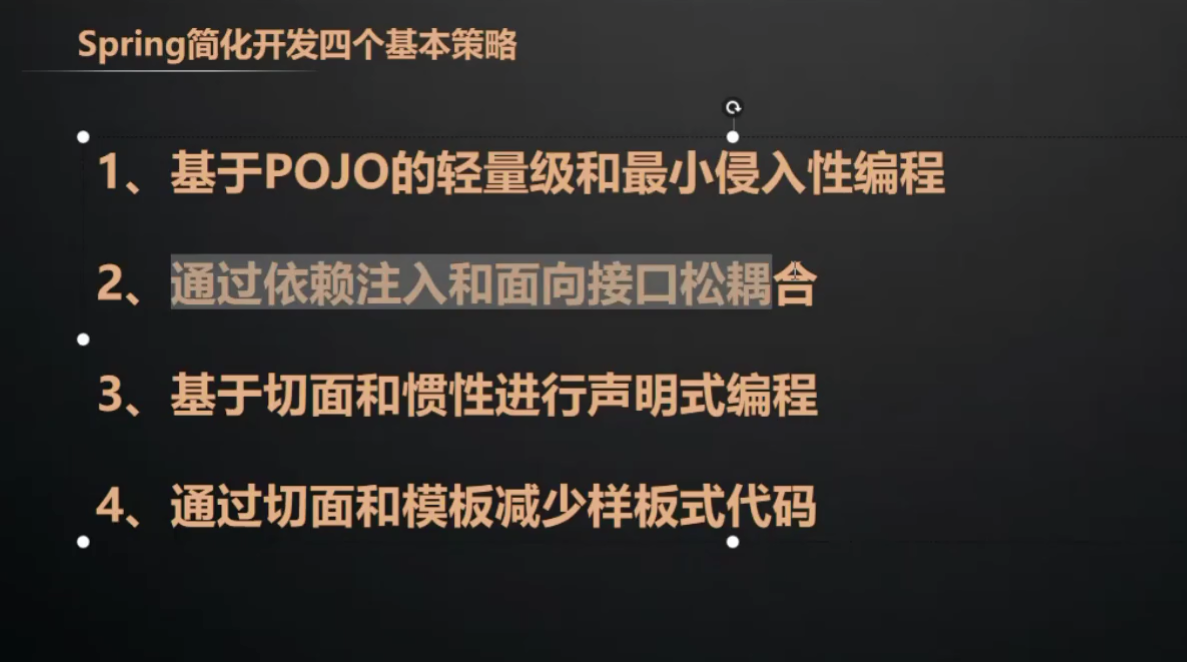 Spring简化开发四个基本策略
1、基于POJO的轻量级和最小侵入性编程
2、通过依赖注入和面向接口松耦合
3、基于切面和惯性进行声明式编程
4、通过切面和模板减少样板式代码